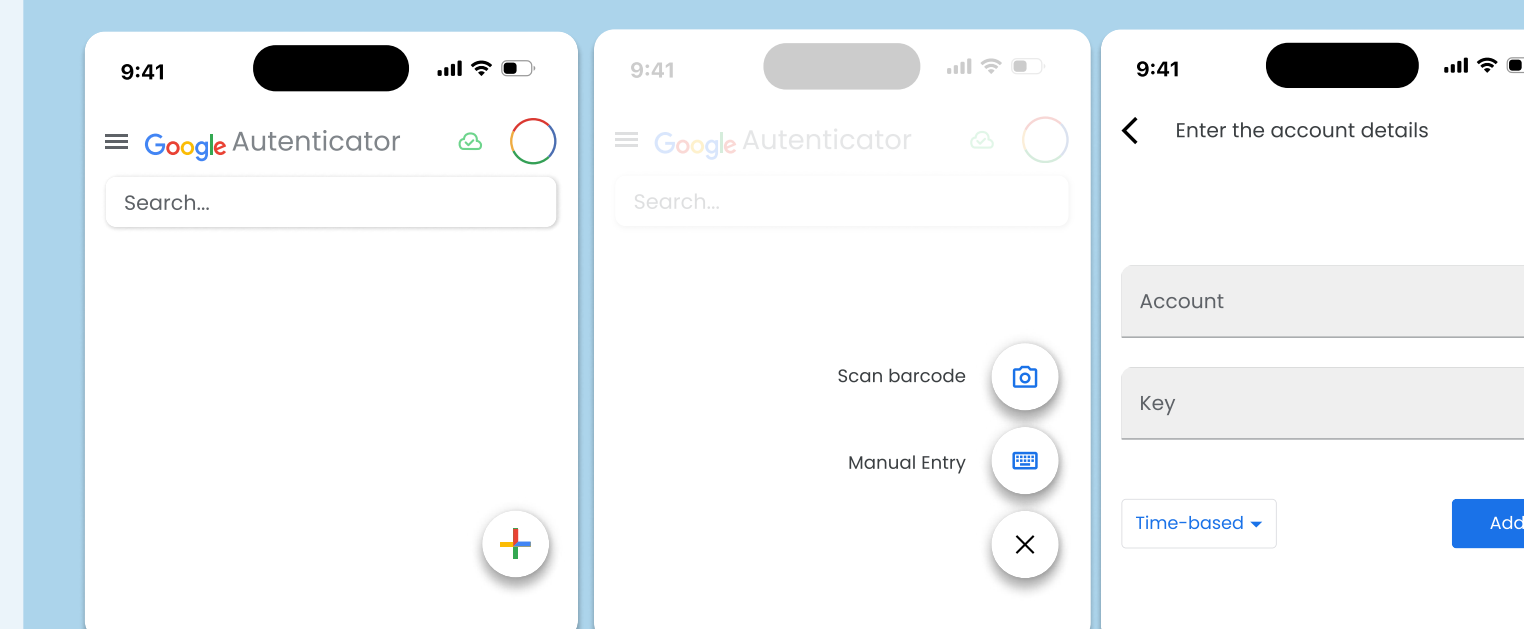 9:41
Google Autenticator
Search...
9:41
Google Autenticator
Search...
Scan barcode
Manual Entry
9:41
Enter the account details
Account
Key
Time-based
Add